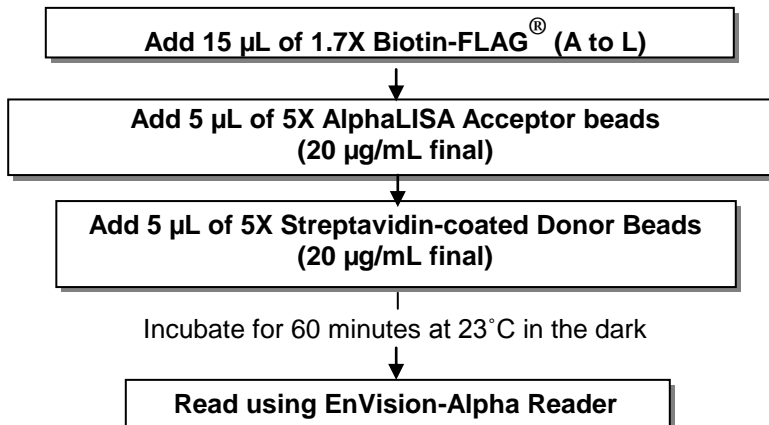 Add 15 µL of 1.7X Biotin-FLAG® (A to L)
Add 5 µL of 5X AlphaLISA Acceptor beads
(20 µg/mL final)
Add 5 µL of 5X Streptavidin-coated Donor Beads
(20 µg/mL final)
Incubate for 60 minutes at 23˚C in the dark
Read using EnVision-Alpha Reader